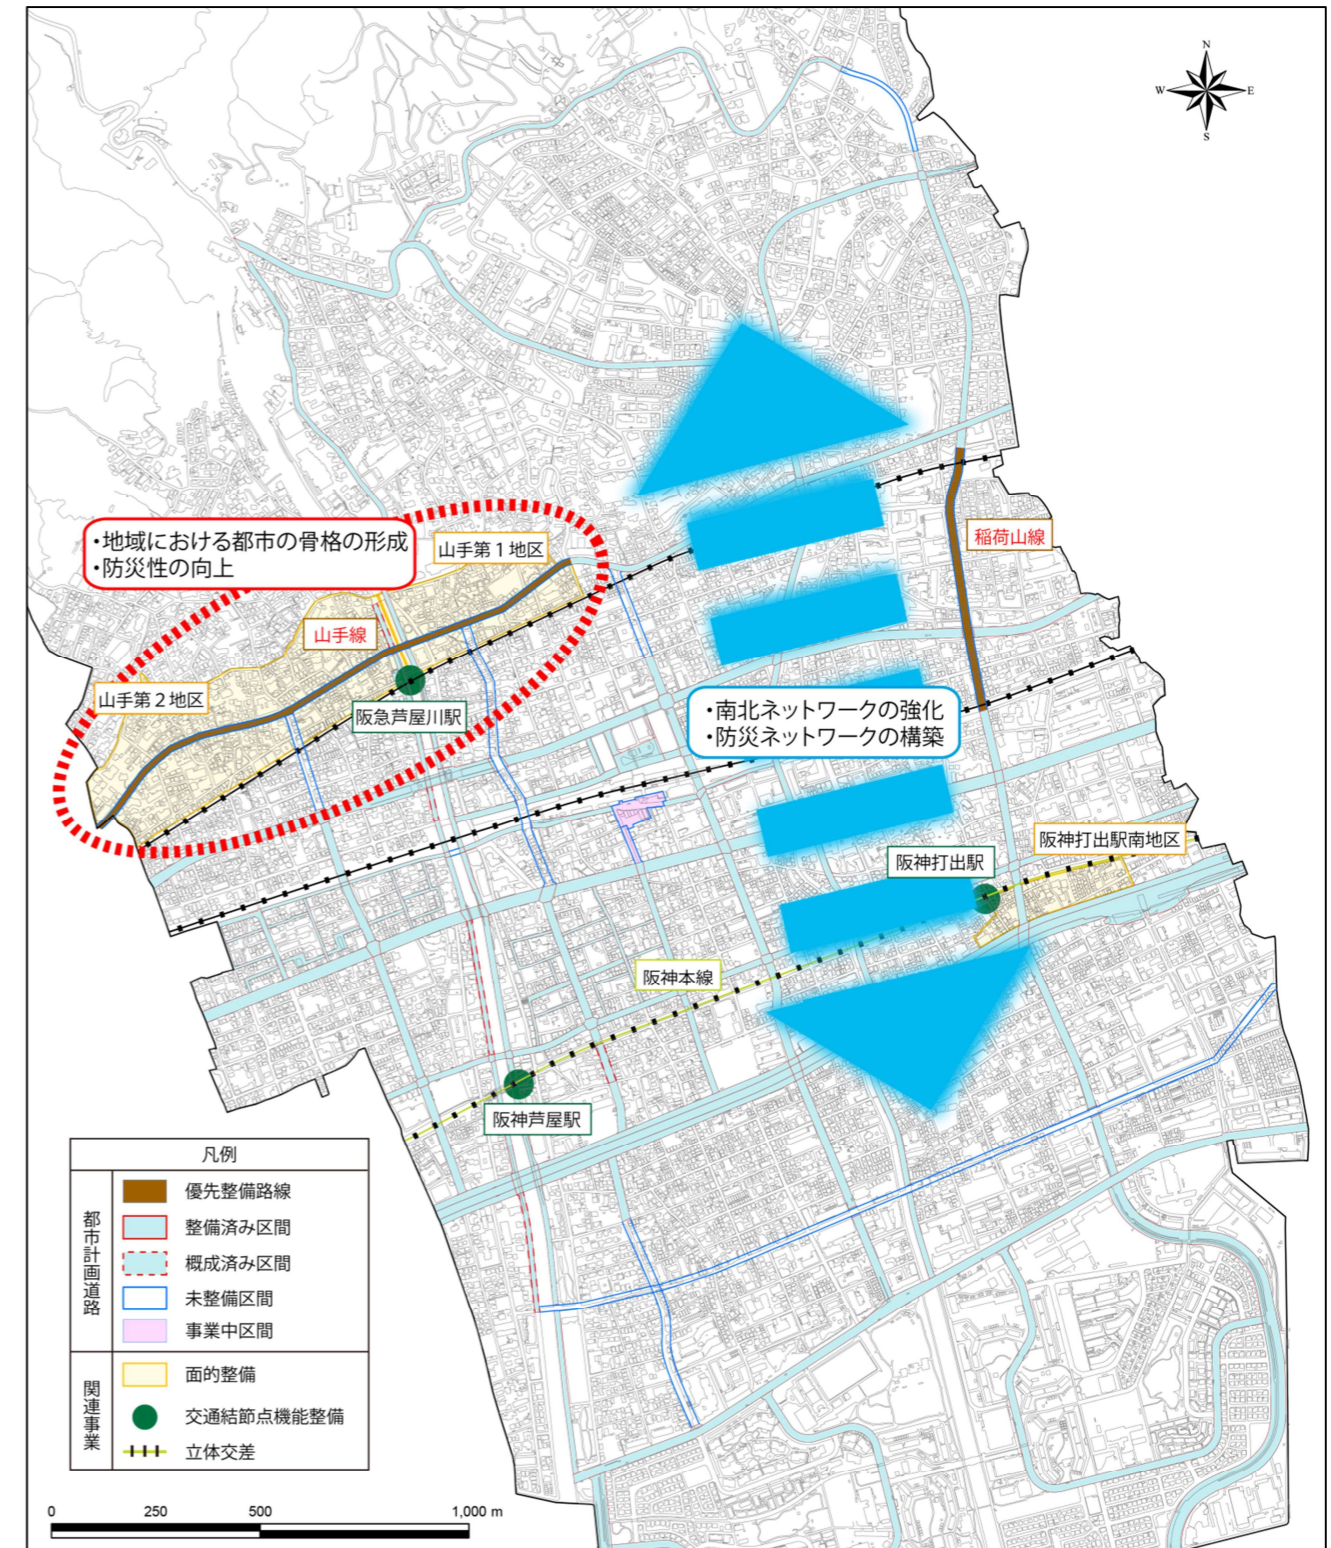 N
W
E
S
・地域における都市の骨格の形成
・防災性の向上
山手第1地区
稲荷山線
山手線
山手第2地区
阪急芦屋川駅
・南北ネットワークの強化
・防災ネットワークの構築
阪神打出駅南地区
阪神打出駅
阪神本線
阪神芦屋駅
凡例
都市計画道路
優先整備路線
整備済み区間
概成済み区間
未整備区間
事業中区間
関連事業
面的整備
交通結節点機能整備
立体交差
0 250 500 1,000 m